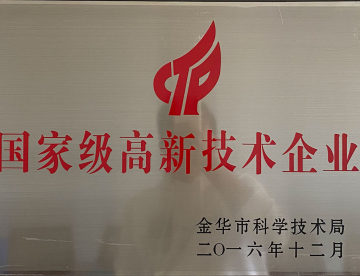 国家级高新技术企业
金华市科学技术局
二〇一六年十二月